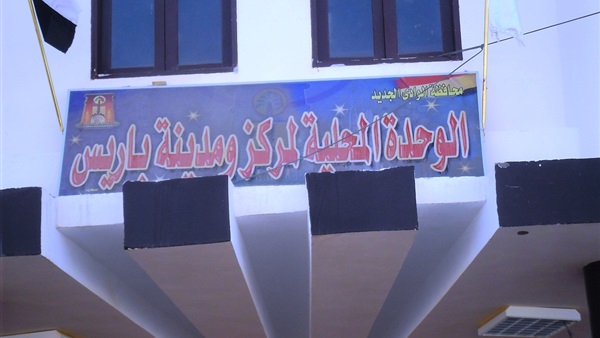 محافظة الوادي الجديد
الوحدة المحلية لمركز ومدينة باريس